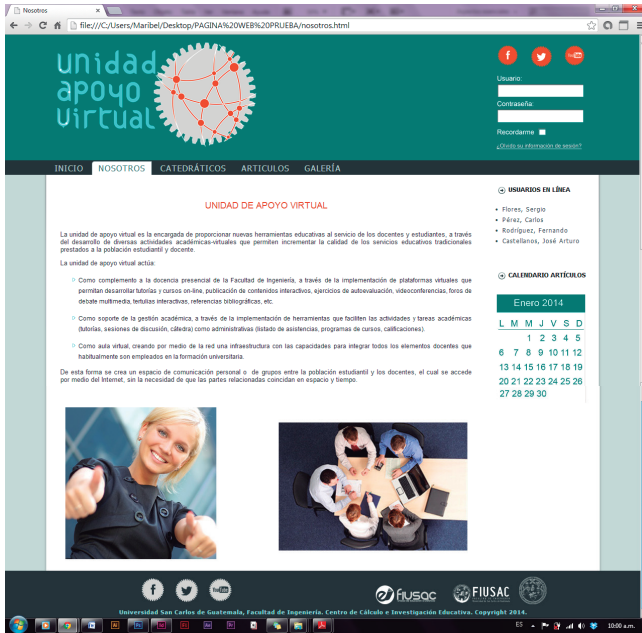 Nosotros
file:///C:/Users/Maribel/Desktop/PAGINA%20WEB%20PRUEBA/nosotros.html
unidad
apoyo
virtual
f
You Tube
Usuario:
Contraseña:
Recordarme
¿Olvido su información de sesión?
INICIO NOSOTROS CATEDRÁTICOS ARTICULOS GALERÍA
UNIDAD DE APOYO VIRTUAL
La unidad de apoyo virtual es la encargada de proporcionar nuevas herramientas educativas al servicio de los docentes y estudiantes, a través
del desarrollo de diversas actividades académicas-virtuales que permiten incrementar la calidad de los servicios educativos tradicionales
prestados a la población estudiantil y docente.
La unidad de apoyo virtual actúa:
Como complemento a la docencia presencial de la Facultad de Ingeniería, a través de la implementación de plataformas virtuales que
permitan desarrollar tutorías y cursos on-line, publicación de contenidos interactivos, ejercicios de autoevaluación, videoconferencias, foros de
debate multimedia, tertulias interactivas, referencias bibliográficas, etc.
Como soporte de la gestión académica, a través de la implementación de herramientas que faciliten las actividades y tareas académicas
(tutorías, sesiones de discusión, cátedra) como administrativas (listado de asistencias, programas de cursos, calificaciones).
Como aula virtual, creando por medio de la red una infraestructura con las capacidades para integrar todos los elementos docentes que
habitualmente son empleados en la formación universitaria.
De esta forma se crea un espacio de comunicación personal o de grupos entre la población estudiantil y los docentes, el cual se accede
por medio del Internet, sin la necesidad de que las partes relacionadas coincidan en espacio y tiempo.
USUARIOS EN LÍNEA
Flores, Sergio
Pérez, Carlos
Rodríguez, Fernando
Castellanos, José Arturo
CALENDARIO ARTÍCULOS
Enero 2014
L M M J V S D
1 2 3 4 5
6 7 8 9 10 11 12
13 14 15 16 17 18 19
20 21 22 23 24 25 26
27 28 29 30
f
You Tube
fiusac
FIUSAC
Universidad San Carlos de Guatemala, Facultad de Ingeniería. Centro de Cálculo e Investigación Educativa. Copyright 2014.
ES
10:00 a.m.